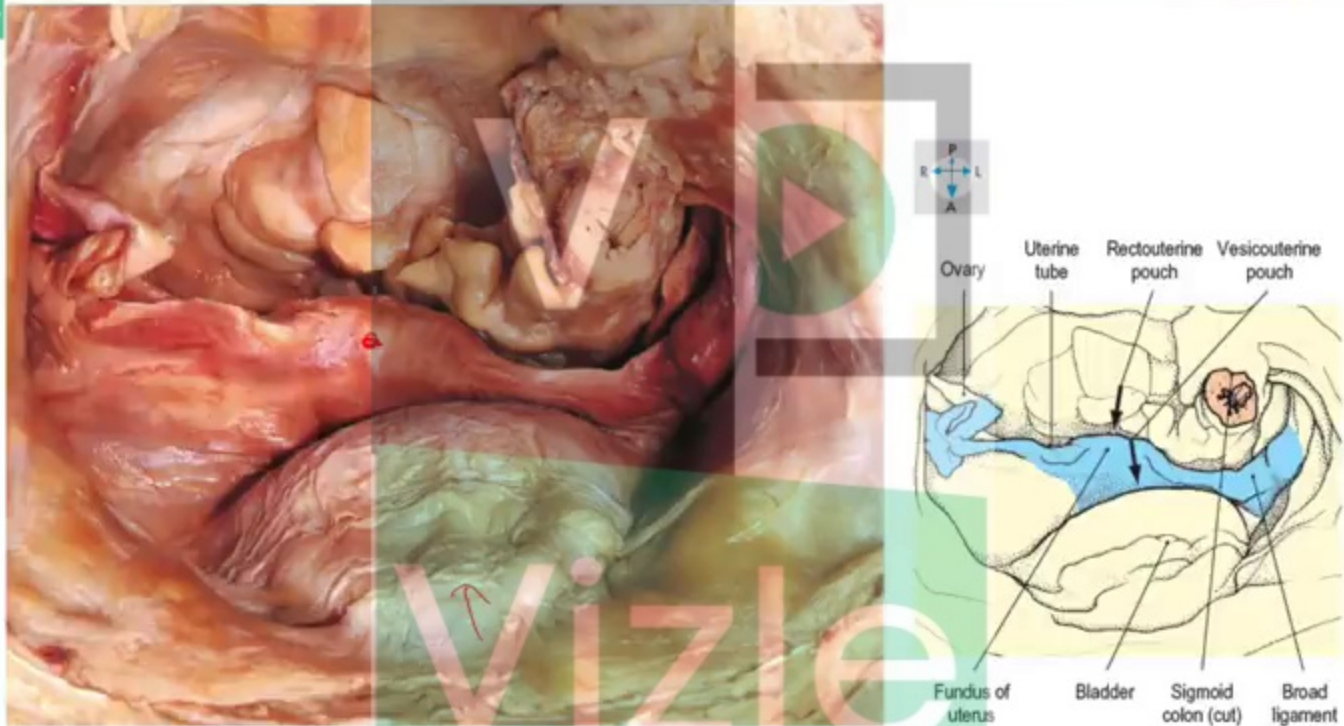 V
Vizle
P
R L
A
Ovary
Uterine
tube
Rectouterine
pouch
Vesicouterine
pouch
Fundus of
uterus
Bladder
Sigmoid
colon (cut)
Broad
ligament